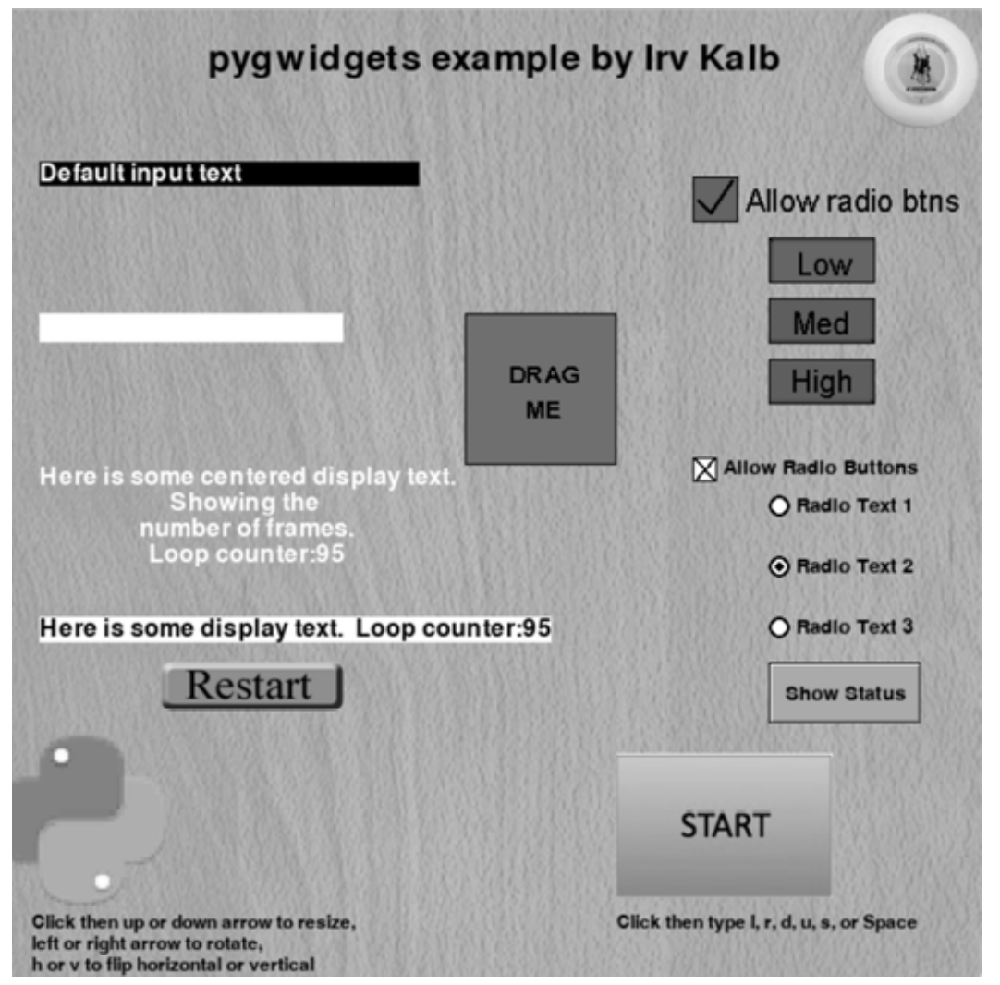 pygwidgets example by Irv Kalb
Default input text
Allow radio btns
Low
Med
High
DRAG
ME
Allow Radio Buttons
Radio Text 1
Radio Text 2
Radio Text 3
Here is some centered display text.
Showing the
number of frames.
Loop counter:95
Here is some display text.  Loop counter:95
Restart
Show Status
START
Click then up or down arrow to resize,
left or right arrow to rotate,
h or v to flip horizontal or vertical
Click then type l, r, d, u, s, or Space